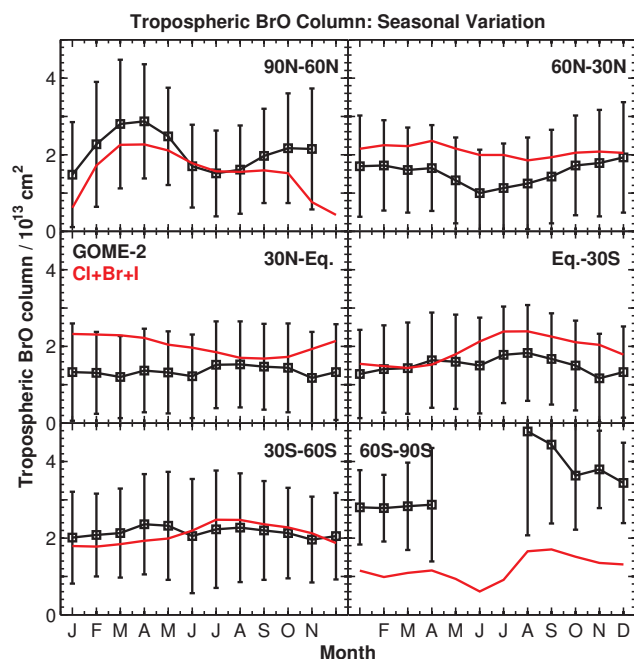 Tropospheric BrO Column: Seasonal Variation
Tropospheric BrO column / 10^13 cm^2
90N-60N
60N-30N
4
2
0
GOME-2
Cl+Br+I
30N-Eq.
Eq.-30S
4
2
0
30S-60S
60S-90S
4
2
0
J F M A M J J A S O N
J F M A M J J A S O N D
Month